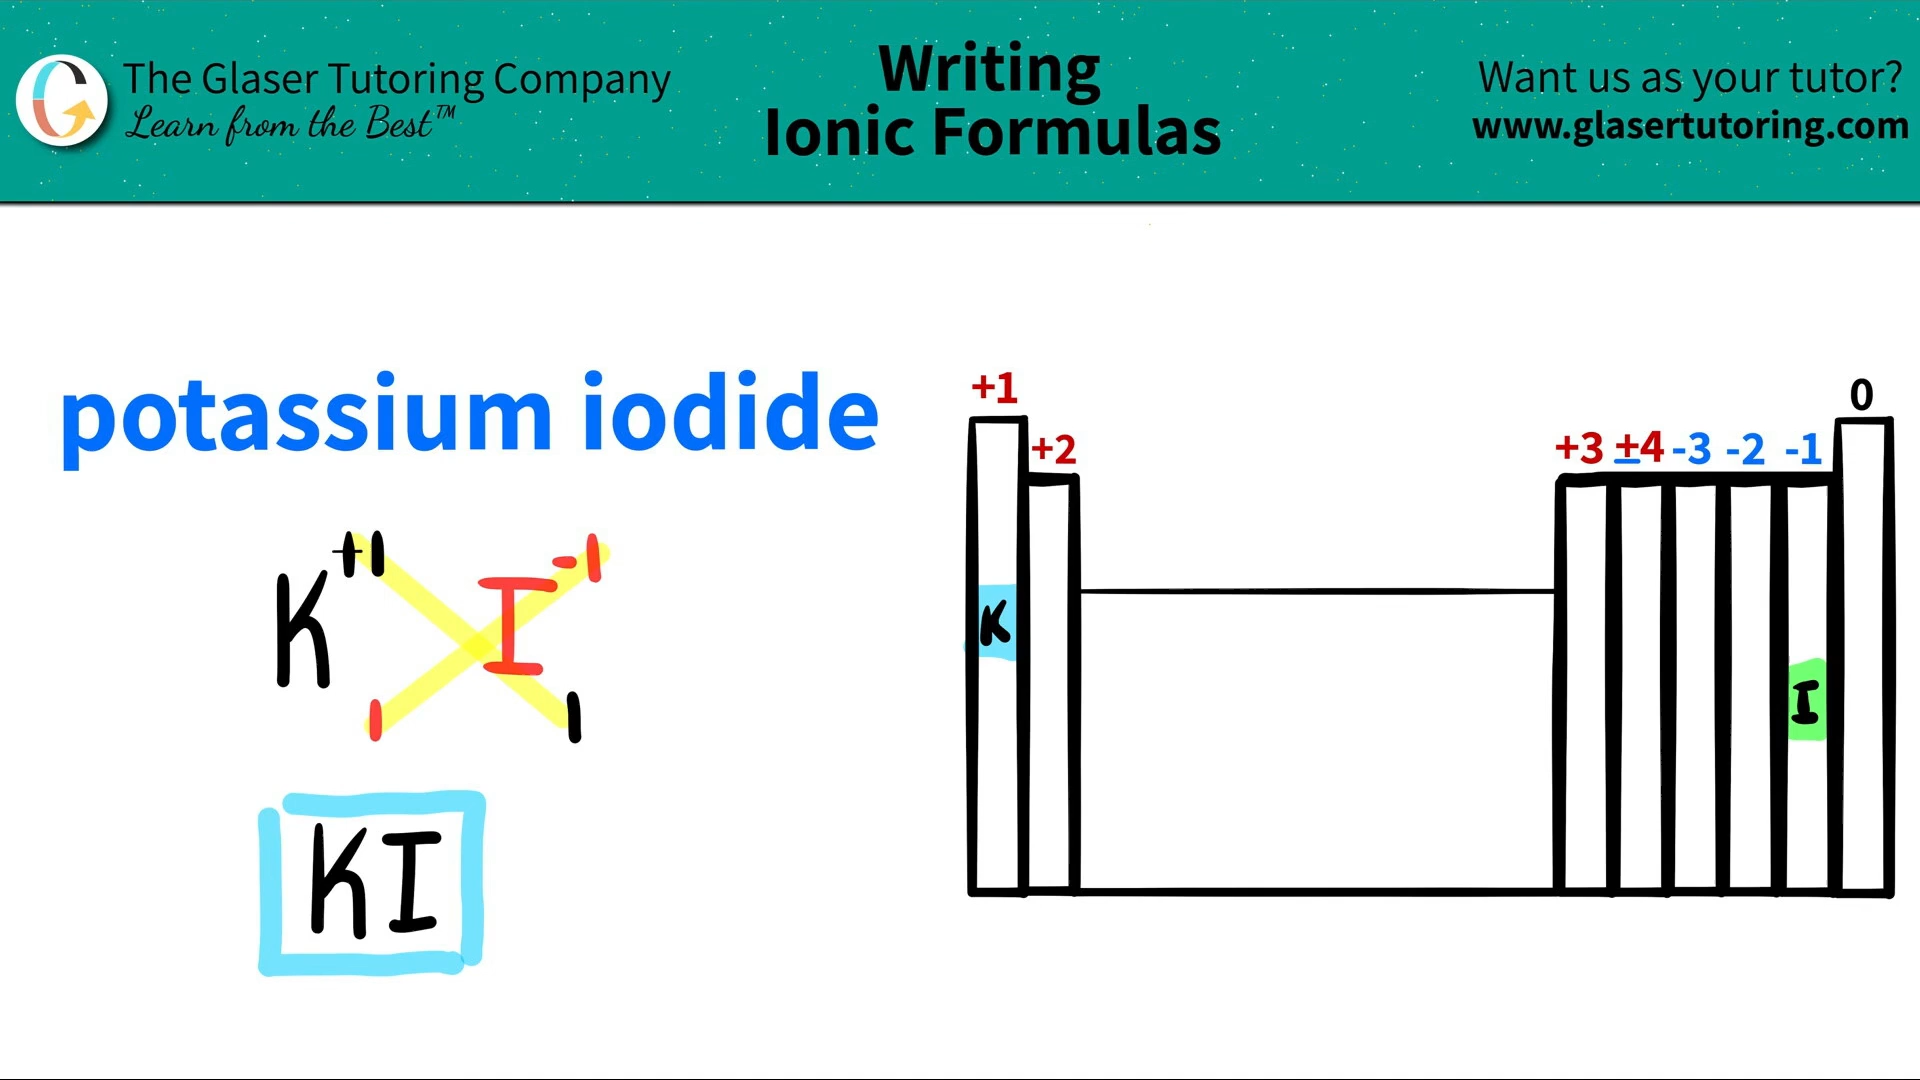 The Glaser Tutoring Company
Learn from the Best™
Writing
Ionic Formulas
Want us as your tutor?
www.glasertutoring.com
potassium iodide
K+1 I-1
1 1
KI
+1
0
+2
+3 ±4 -3 -2 -1
K
I